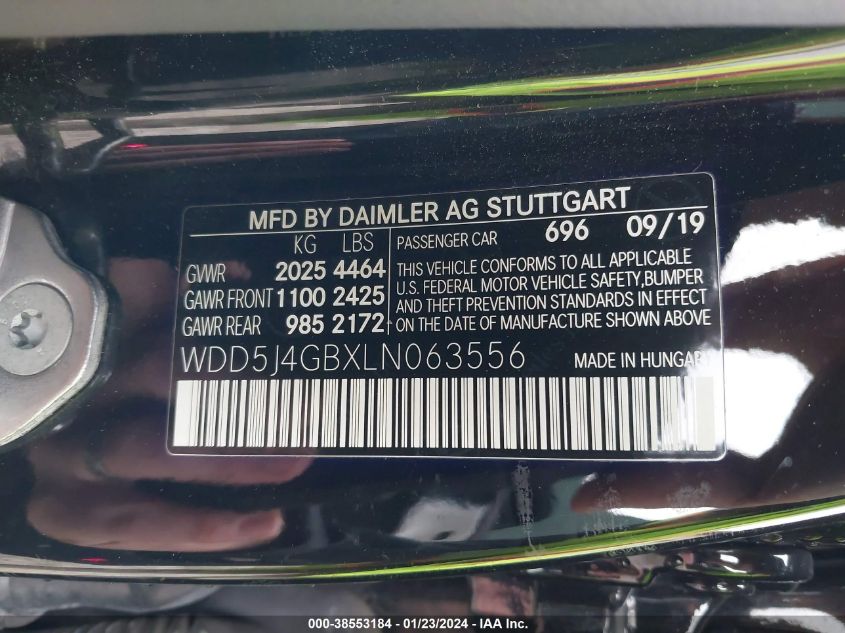 MFD BY DAIMLER AG STUTTGART
KG LBS
GVWR 2025 4464
GAWR FRONT 1100 2425
GAWR REAR 985 2172
PASSENGER CAR 696 09/19
THIS VEHICLE CONFORMS TO ALL APPLICABLE
U.S. FEDERAL MOTOR VEHICLE SAFETY,BUMPER
AND THEFT PREVENTION STANDARDS IN EFFECT
ON THE DATE OF MANUFACTURE SHOWN ABOVE
WDD5J4GBXLN063556
MADE IN HUNGARY
000-38553184 - 01/23/2024 - IAAI, Inc.